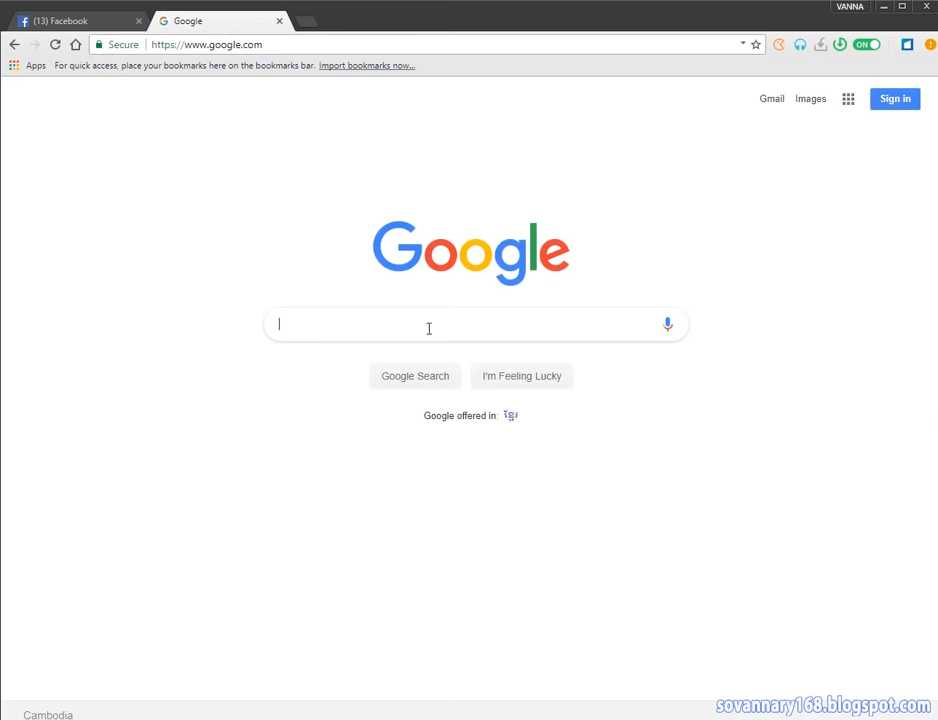 VANNA
(13) Facebook
Google
Secure
https://www.google.com
ON
Apps
For quick access, place your bookmarks here on the bookmarks bar.
Import bookmarks now...
Gmail
Images
Sign in
Google
Google Search
I'm Feeling Lucky
Google offered in: ខ្មែរ
Cambodia
sovannary168.blogspot.com